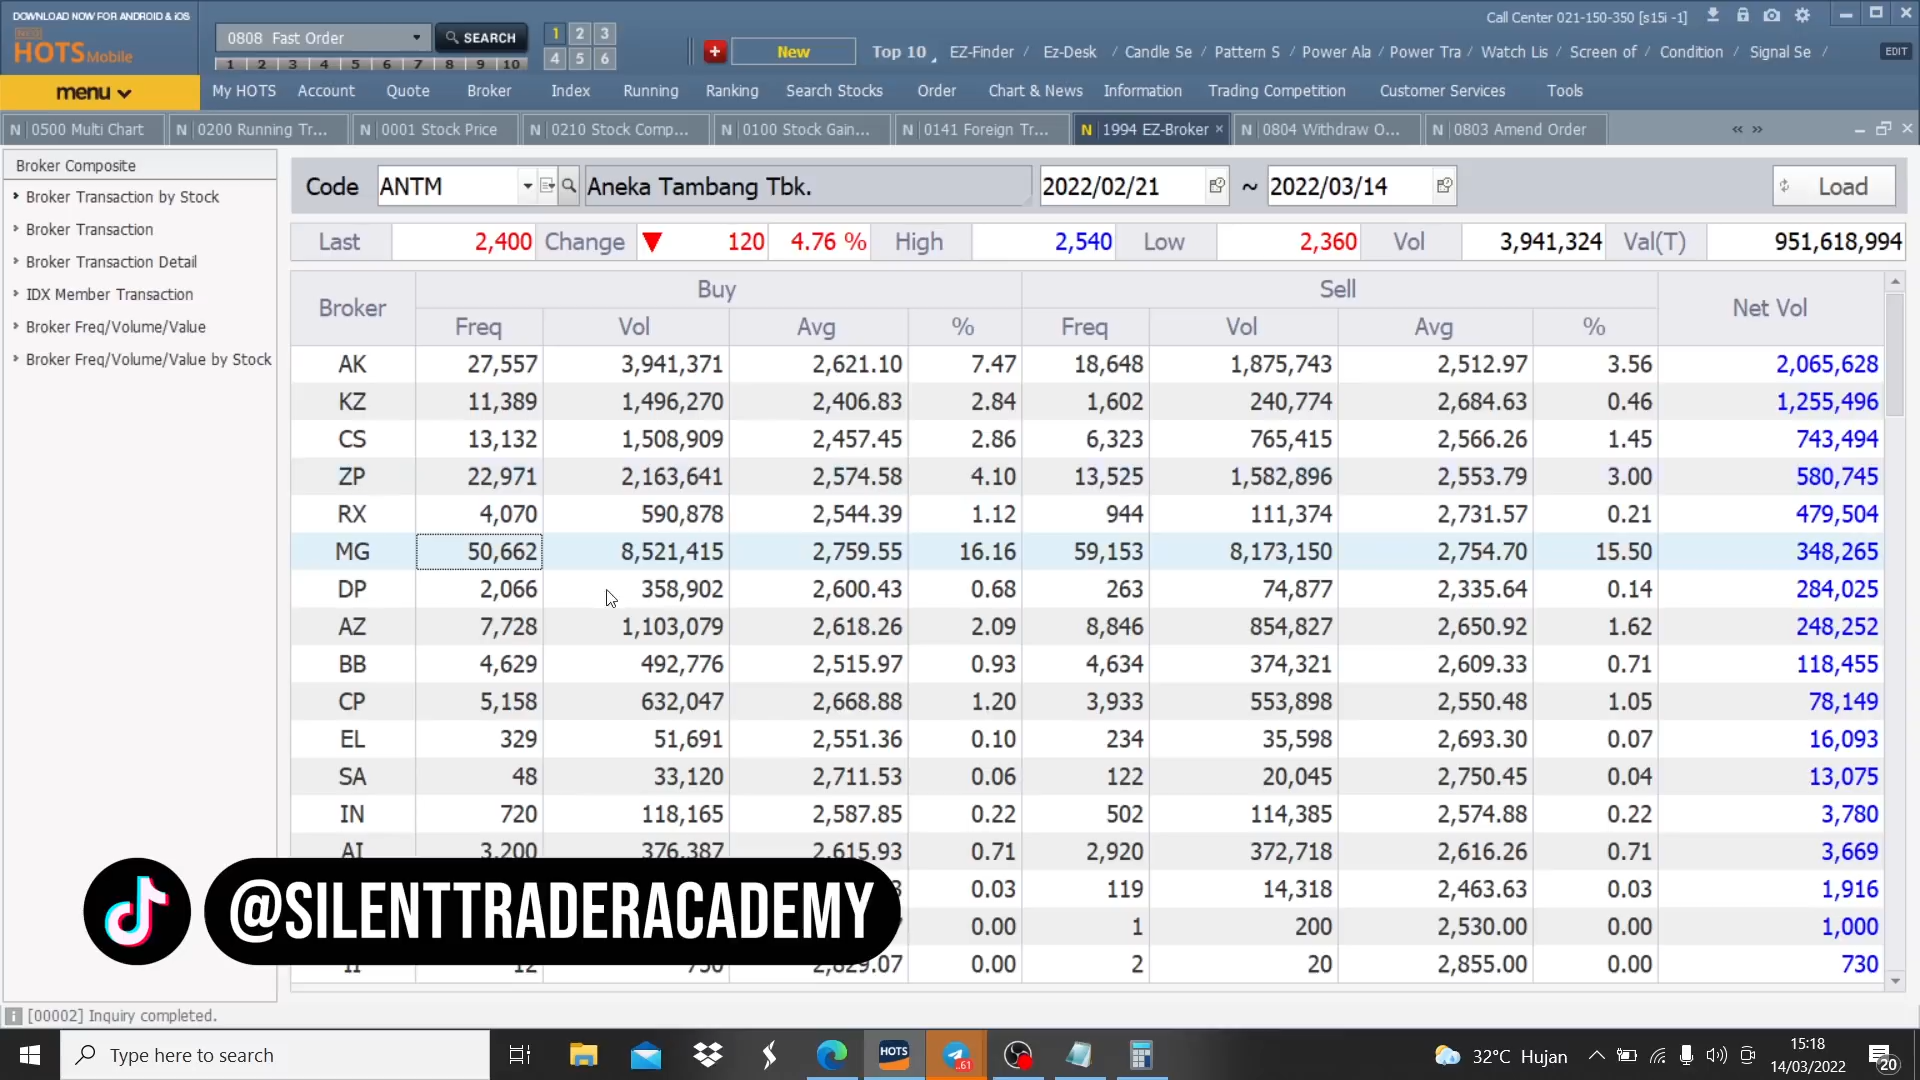 DOWNLOAD NOW FOR ANDROID & iOS
NEO
HOTS Mobile
0808 Fast Order
SEARCH
1 2 3 4 5 6 7 8 9 10
1 2 3
4 5 6
New
Call Center 021-150-350 [s15i -1]
Top 10 EZ-Finder / Ez-Desk / Candle Se / Pattern S / Power Ala / Power Tra / Watch Lis / Screen of / Condition / Signal Se /
EDIT
menu
My HOTS Account Quote Broker Index Running Ranking Search Stocks Order Chart & News Information Trading Competition Customer Services Tools
N 0500 Multi Chart N 0200 Running Tr... N 0001 Stock Price N 0210 Stock Comp... N 0100 Stock Gain... N 0141 Foreign Tr... N 1994 EZ-Broker × N 0804 Withdraw O... N 0803 Amend Order « »
Broker Composite
Broker Transaction by Stock
Broker Transaction
Broker Transaction Detail
IDX Member Transaction
Broker Freq/Volume/Value
Broker Freq/Volume/Value by Stock
Code ANTM Aneka Tambang Tbk. 2022/02/21 ~ 2022/03/14 Load
Last 2,400 Change ▼ 120 4.76 % High 2,540 Low 2,360 Vol 3,941,324 Val(T) 951,618,994
Broker Buy Sell Net Vol
Freq Vol Avg % Freq Vol Avg %
AK 27,557 3,941,371 2,621.10 7.47 18,648 1,875,743 2,512.97 3.56 2,065,628
KZ 11,389 1,496,270 2,406.83 2.84 1,602 240,774 2,684.63 0.46 1,255,496
CS 13,132 1,508,909 2,457.45 2.86 6,323 765,415 2,566.26 1.45 743,494
ZP 22,971 2,163,641 2,574.58 4.10 13,525 1,582,896 2,553.79 3.00 580,745
RX 4,070 590,878 2,544.39 1.12 944 111,374 2,731.57 0.21 479,504
MG 50,662 8,521,415 2,759.55 16.16 59,153 8,173,150 2,754.70 15.50 348,265
DP 2,066 358,902 2,600.43 0.68 263 74,877 2,335.64 0.14 284,025
AZ 7,728 1,103,079 2,618.26 2.09 8,846 854,827 2,650.92 1.62 248,252
BB 4,629 492,776 2,515.97 0.93 4,634 374,321 2,609.33 0.71 118,455
CP 5,158 632,047 2,668.88 1.20 3,933 553,898 2,550.48 1.05 78,149
EL 329 51,691 2,551.36 0.10 234 35,598 2,693.30 0.07 16,093
SA 48 33,120 2,711.53 0.06 122 20,045 2,750.45 0.04 13,075
IN 720 118,165 2,587.85 0.22 502 114,385 2,574.88 0.22 3,780
AI 3,200 376,387 2,615.93 0.71 2,920 372,718 2,616.26 0.71 3,669
0.03 119 14,318 2,463.63 0.03 1,916
@SILENTTRADERACADEMY
0.00 1 200 2,530.00 0.00 1,000
0.00 2 20 2,855.00 0.00 730
[00002] Inquiry completed.
Type here to search
HOTS
61
32°C Hujan
15:18
14/03/2022
20